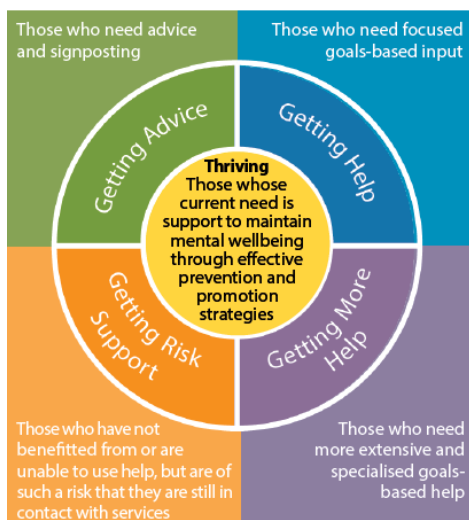 Those who need advice
and signposting
Those who need focused
goals-based input
Getting Advice
Getting Help
Thriving
Those whose
current need is
support to maintain
mental wellbeing
through effective
prevention and
promotion
strategies
Getting Risk
Support
Getting More
Help
Those who have not
benefitted from or are
unable to use help, but are of
such a risk that they are still in
contact with services
Those who need
more extensive and
specialised goals-
based help